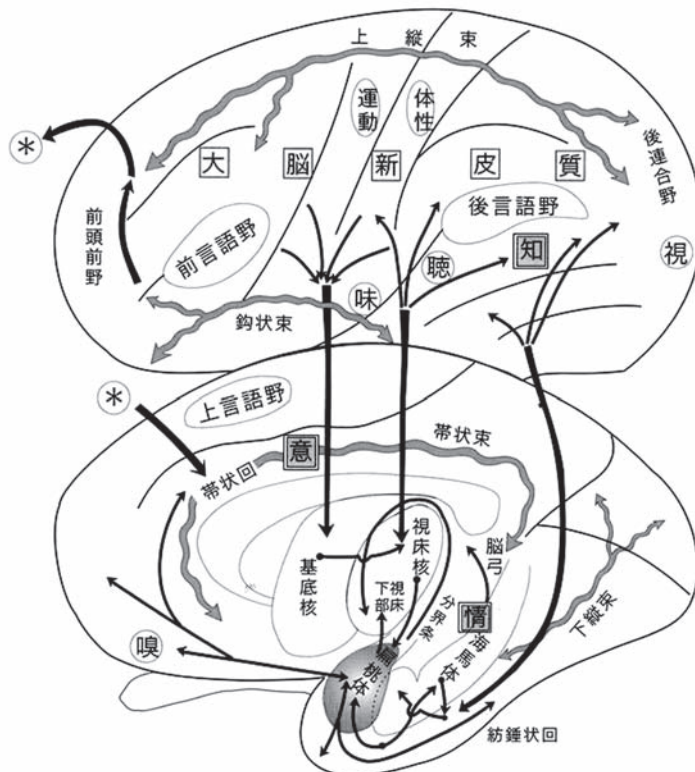 上縦束
運動
体性
＊
大脳新皮質
後連合野
前頭前野
前言語野
後言語野
知
視
聴
味
鈎状束
＊
上言語野
意
帯状束
帯状回
視床核
脳弓
基底核
視床下部
分界条
下縦束
情
海馬体
嗅
扁桃体
紡錘状回